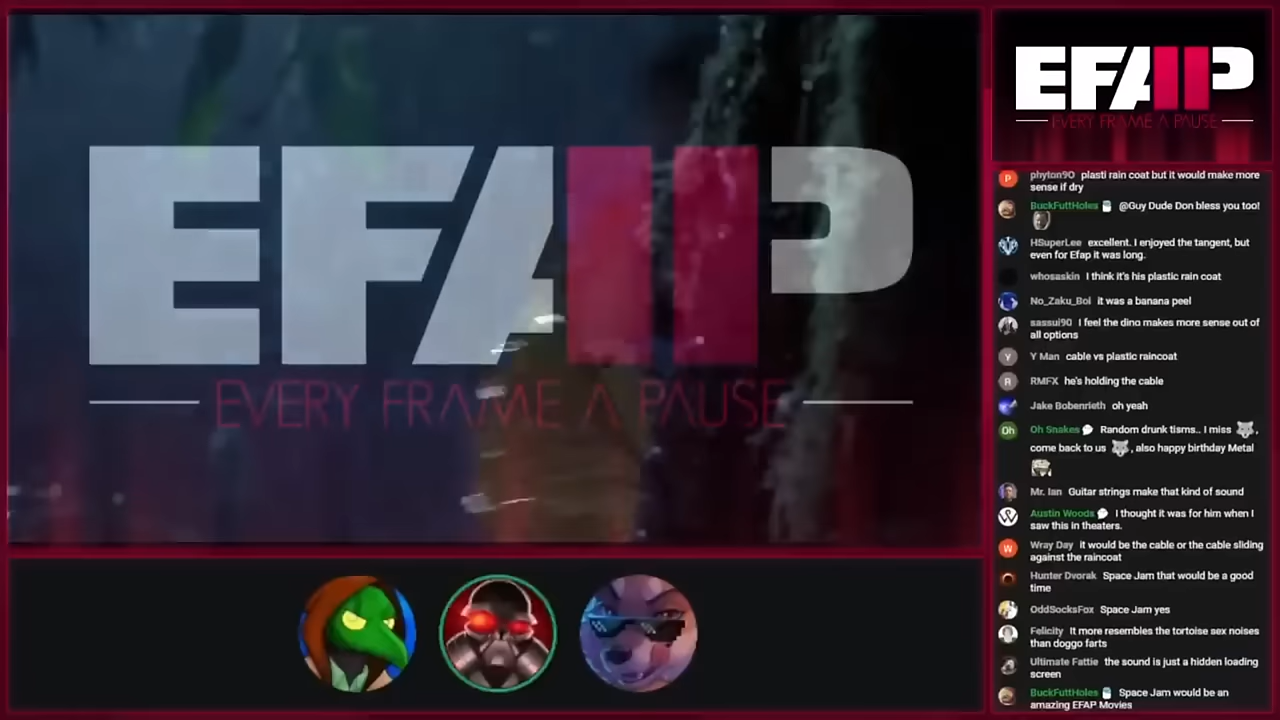 EFAP
EVERY FRAME A PAUSE
EFAP
EVERY FRAME A PAUSE
P
phyton90 plasti rain coat but it would make more
sense if dry
BuckFuttHoles @Guy Dude Don bless you too!
HSuperLee excellent. I enjoyed the tangent, but
even for Efap it was long.
whosaskin I think it's his plastic rain coat
No_Zaku_Boi it was a banana peel
sassui90 I feel the dino makes more sense out of
all options
Y
Y Man cable vs plastic raincoat
R
RMFX he's holding the cable
Jake Bobenrieth oh yeah
Oh
Oh Snakes Random drunk tisms.. I miss ,
come back to us , also happy birthday Metal
Mr. Ian Guitar strings make that kind of sound
Austin Woods I thought it was for him when I
saw this in theaters.
W
Wray Day it would be the cable or the cable sliding
against the raincoat
Hunter Dvorak Space Jam that would be a good
time
OddSocksFox Space Jam yes
Felicity It more resembles the tortoise sex noises
than doggo farts
Ultimate Fattie the sound is just a hidden loading
screen
BuckFuttHoles Space Jam would be an
amazing EFAP Movies